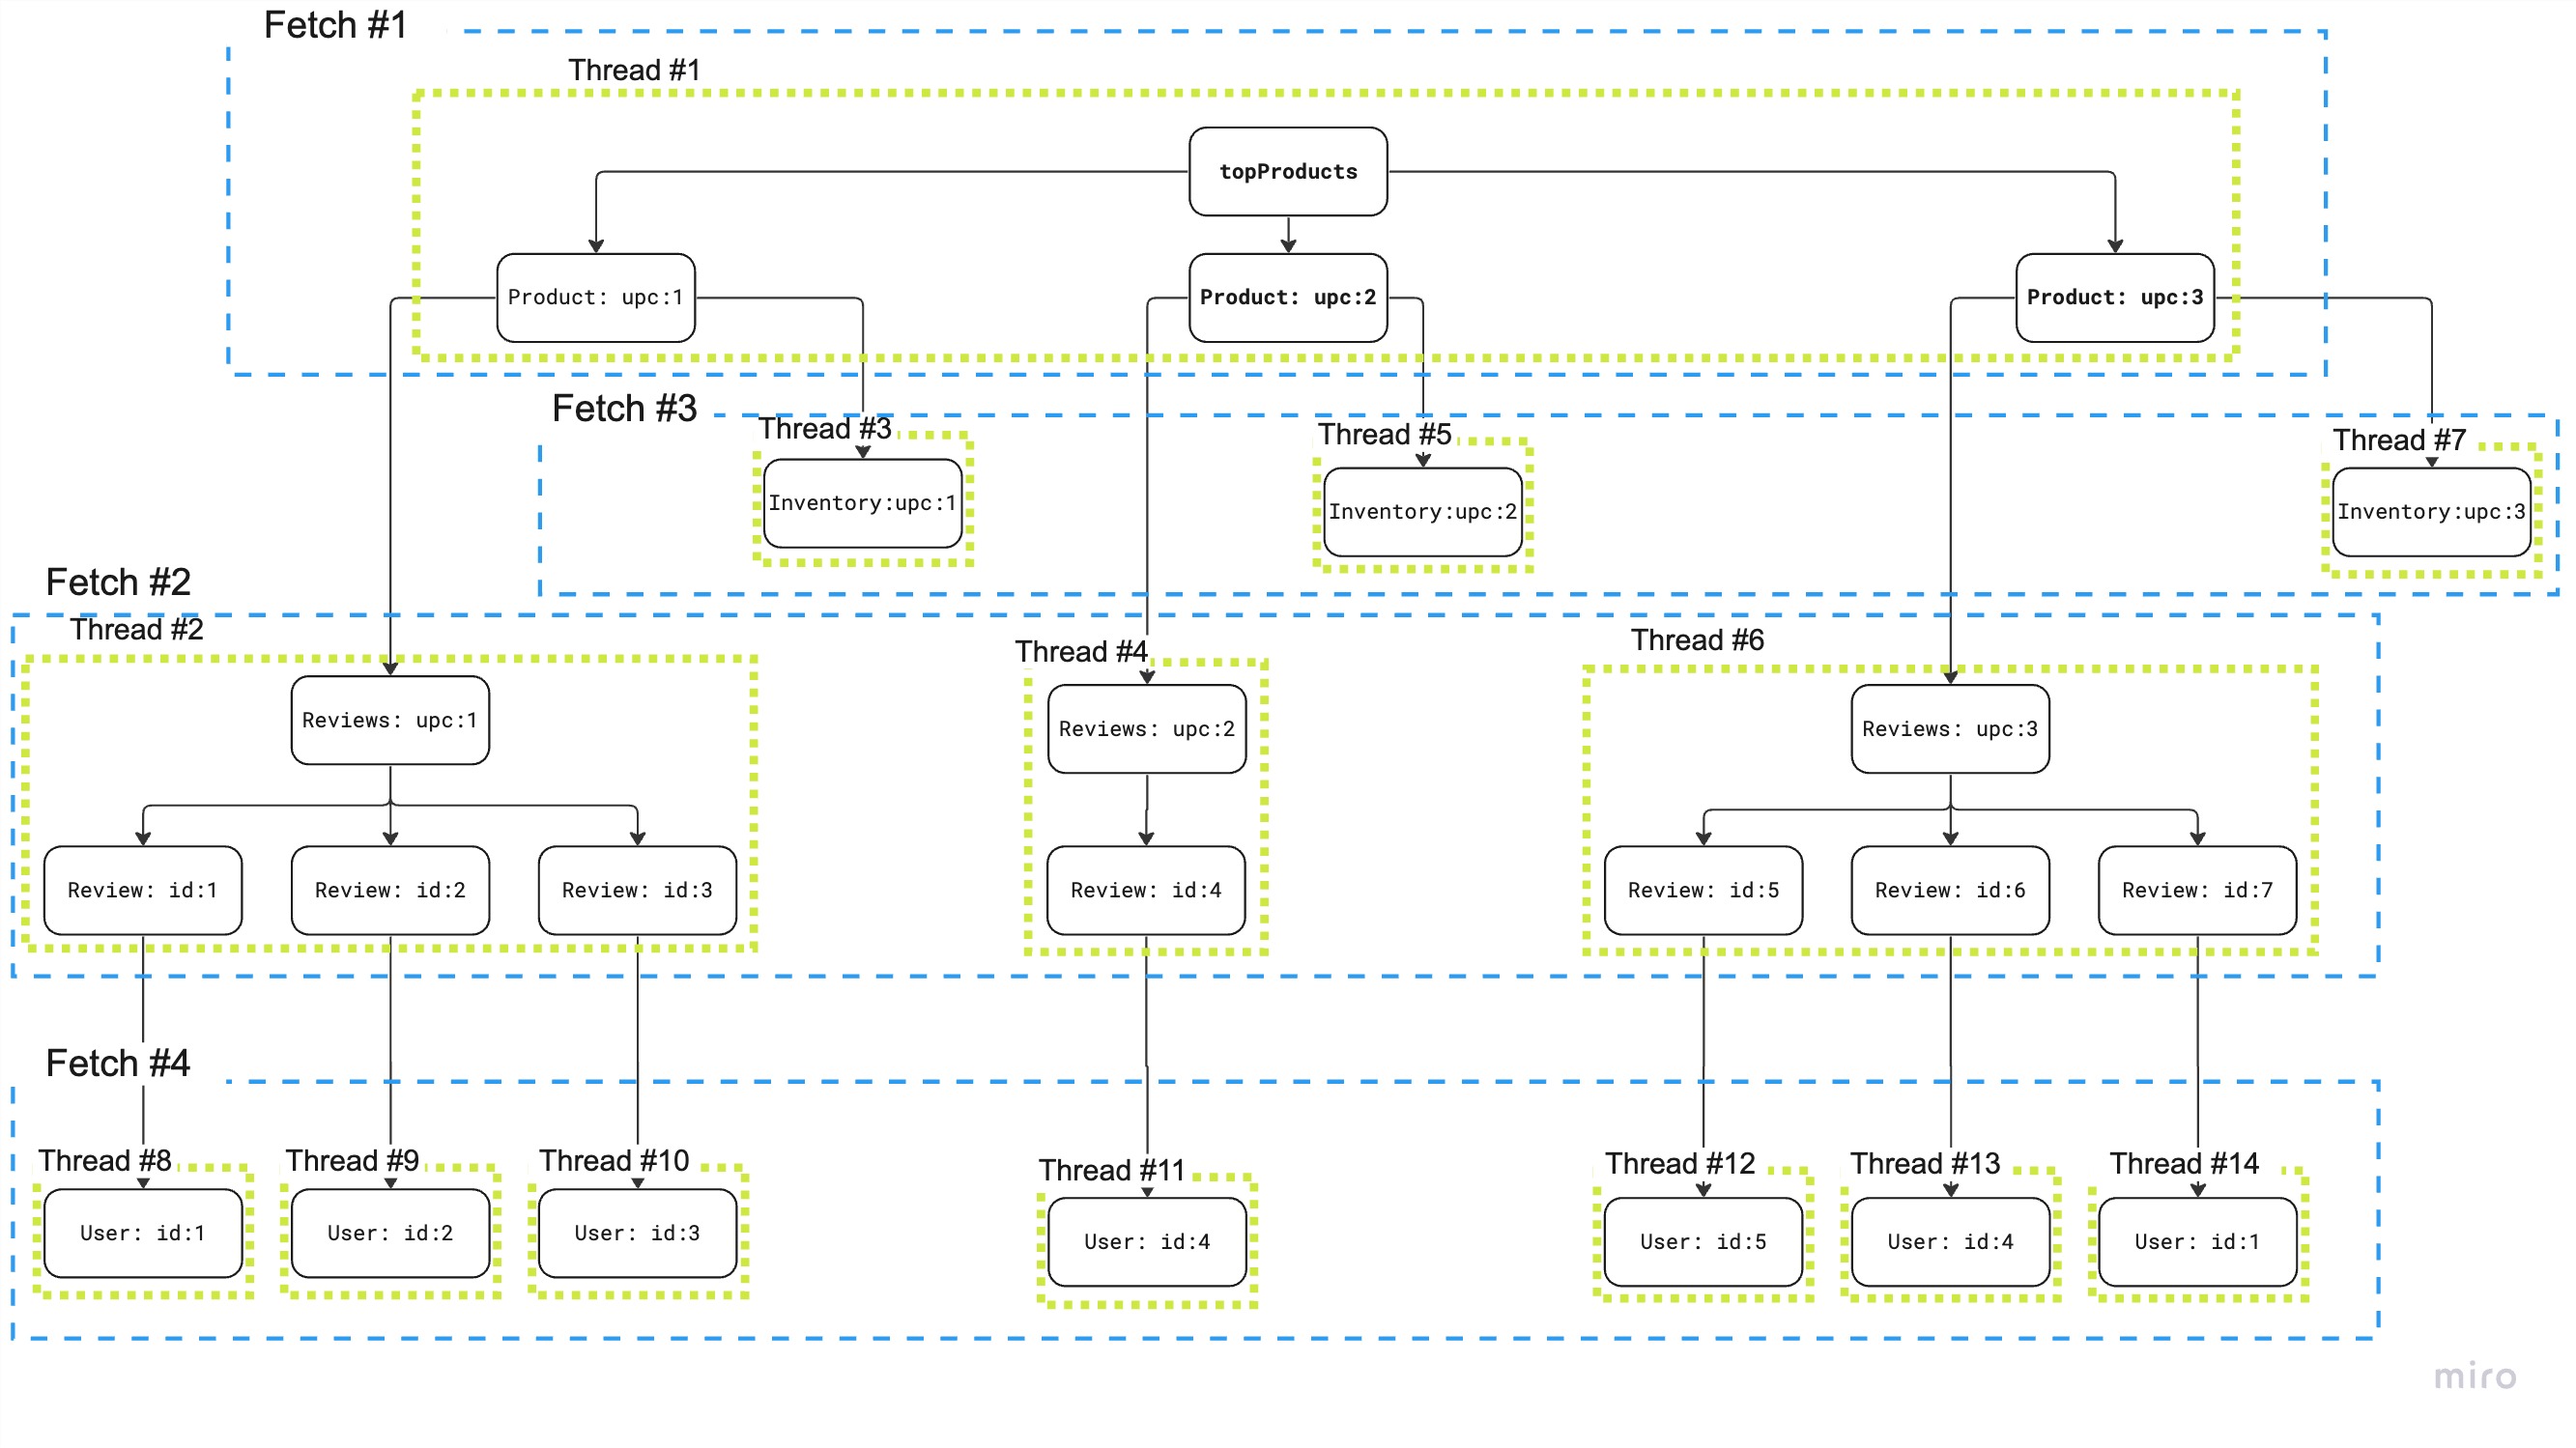 Fetch #1
Thread #1
topProducts
Product: upc:1
Product: upc:2
Product: upc:3
Fetch #3
Thread #3
Thread #5
Thread #7
Inventory:upc:1
Inventory:upc:2
Inventory:upc:3
Fetch #2
Thread #2
Thread #4
Thread #6
Reviews: upc:1
Reviews: upc:2
Reviews: upc:3
Review: id:1
Review: id:2
Review: id:3
Review: id:4
Review: id:5
Review: id:6
Review: id:7
Fetch #4
Thread #8
Thread #9
Thread #10
Thread #11
Thread #12
Thread #13
Thread #14
User: id:1
User: id:2
User: id:3
User: id:4
User: id:5
User: id:4
User: id:1
miro